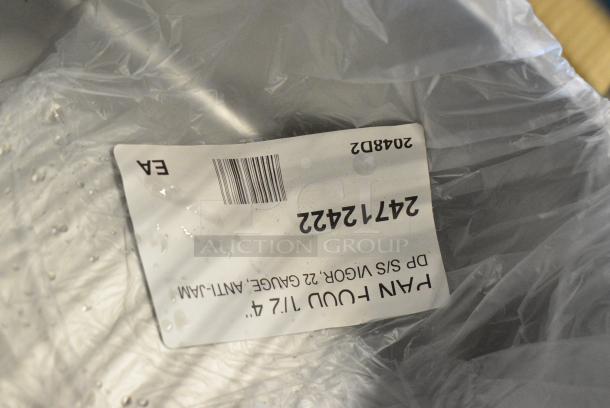 PAN FOOD 1/2 4"
DP S/S VIGOR, 22 GAUGE, ANTI-JAM
24712422
EA
2048D2
AUCTION GROUP